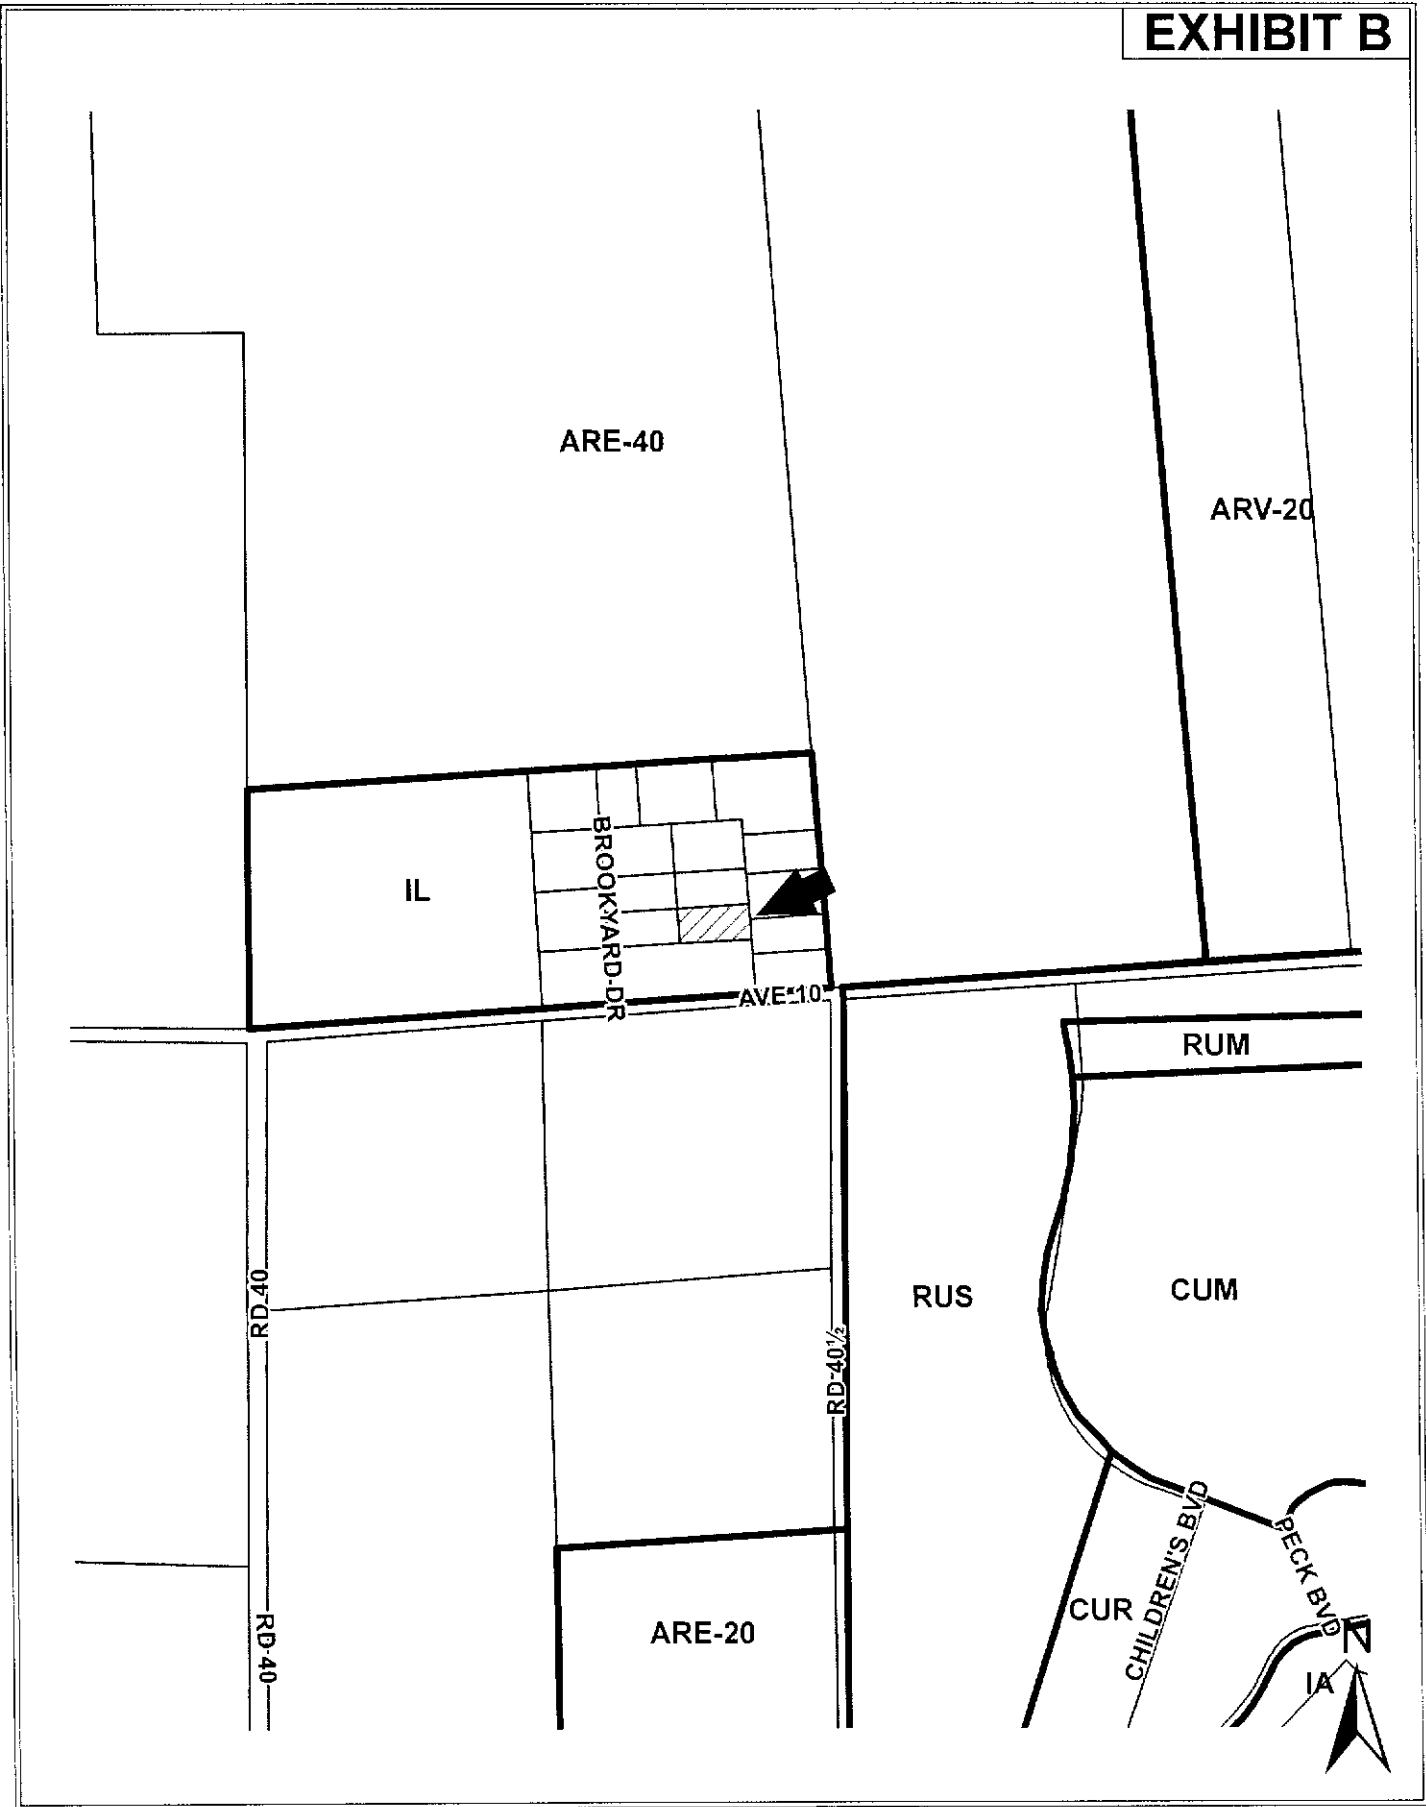 EXHIBIT B
ARE-40
ARV-20
IL
BROOKYARD-DR
AVE 10
RUM
RD 40
RD-40½
RUS
CUM
CHILDREN'S BVD
PECK BVD
CUR
ARE-20
RD-40
N
IA